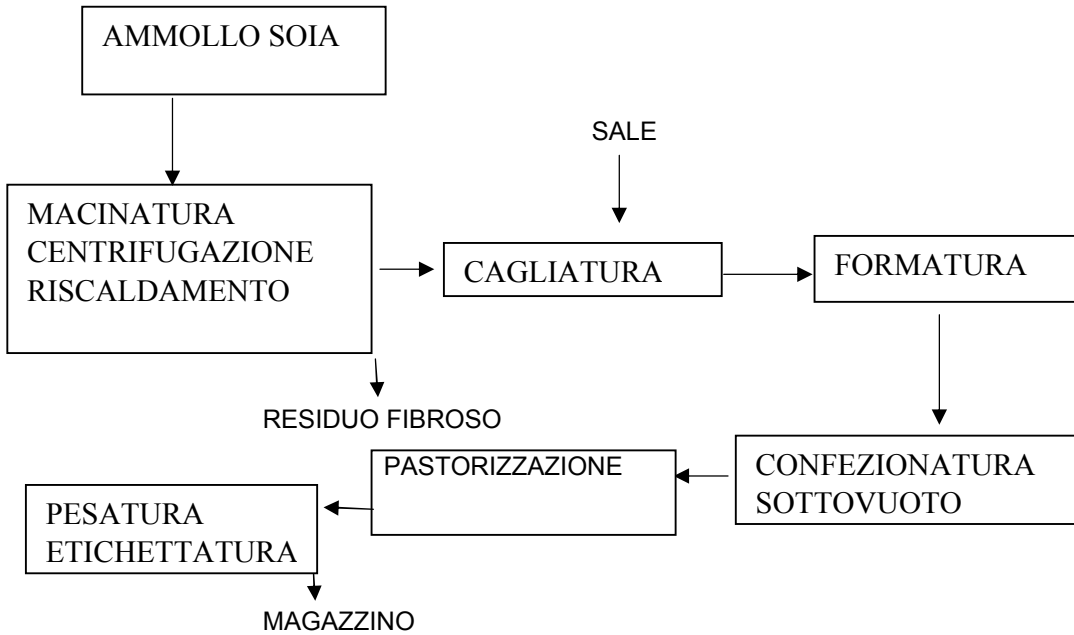 AMMOLLO SOIA
SALE
MACINATURA
CENTRIFUGAZIONE
RISCALDAMENTO
CAGLIATURA
FORMATURA
RESIDUO FIBROSO
CONFEZIONATURA
SOTTOVUOTO
PASTORIZZAZIONE
PESATURA
ETICHETTATURA
MAGAZZINO